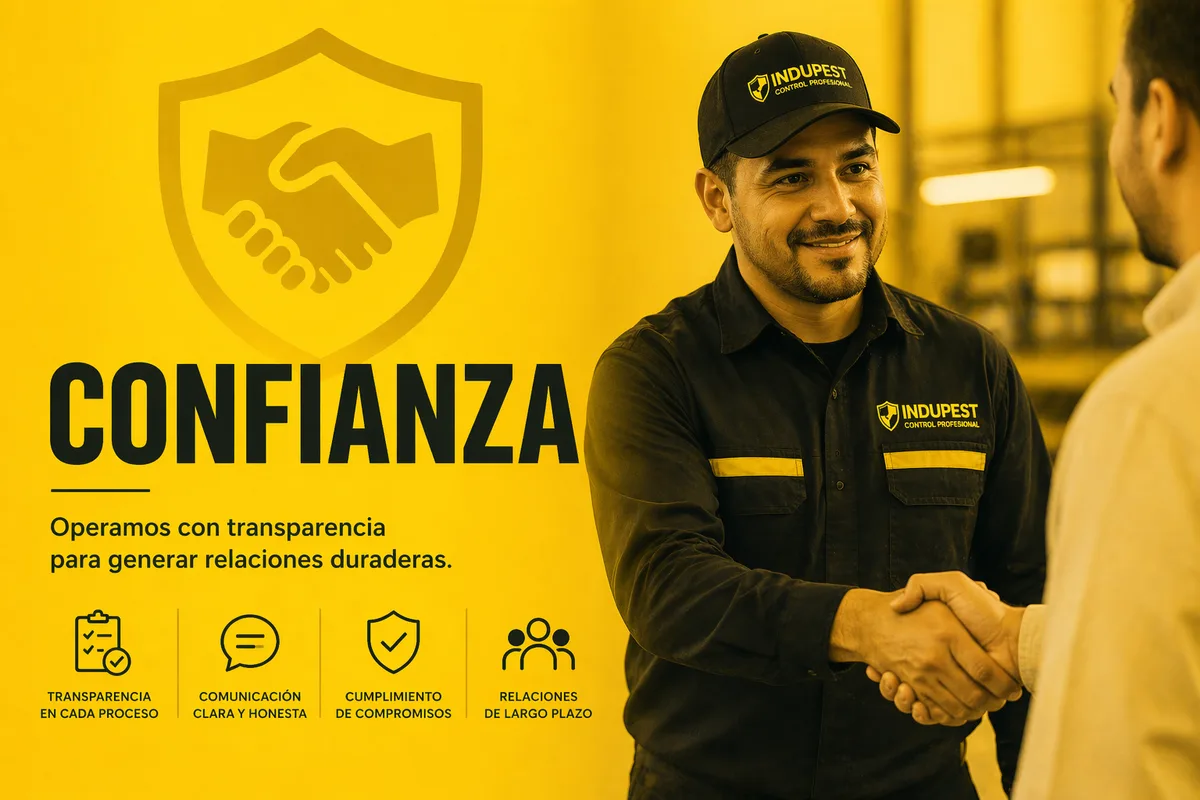 INDUPEST
CONTROL PROFESIONAL
CONFIANZA
INDUPEST
CONTROL PROFESIONAL
Operamos con transparencia
para generar relaciones duraderas.
TRANSPARENCIA
EN CADA PROCESO
COMUNICACIÓN
CLARA Y HONESTA
CUMPLIMIENTO
DE COMPROMISOS
RELACIONES
DE LARGO PLAZO